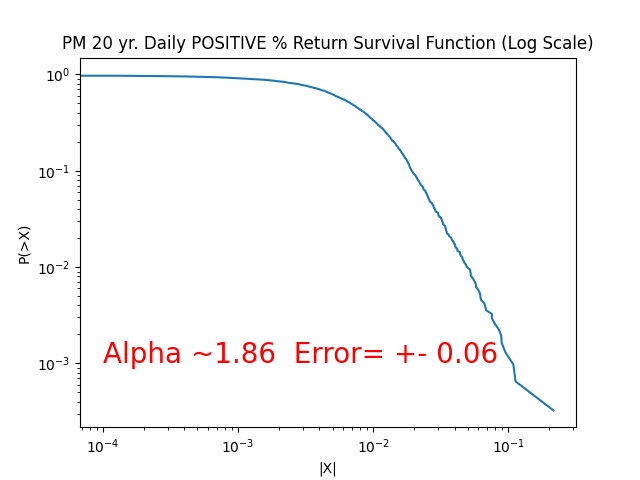 PM 20 yr. Daily POSITIVE % Return Survival Function (Log Scale)
10⁰
10⁻¹
10⁻²
10⁻³
P(>X)
Alpha ~1.86  Error= +- 0.06
10⁻⁴ 10⁻³ 10⁻² 10⁻¹
|X|